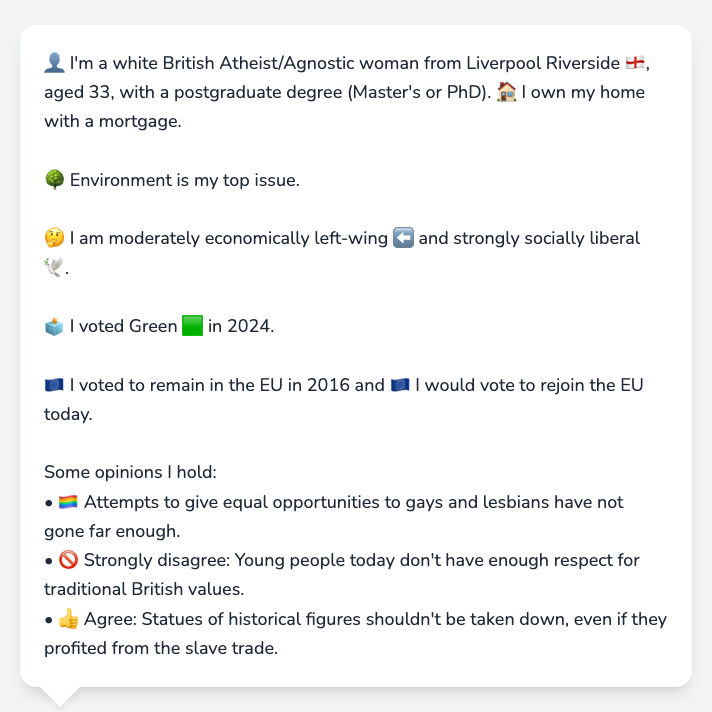 👤 I'm a white British Atheist/Agnostic woman from Liverpool Riverside 🏴󠁧󠁢󠁥󠁮󠁧󠁿,
aged 33, with a postgraduate degree (Master's or PhD). 🏠 I own my home
with a mortgage.
🌳 Environment is my top issue.
🤔 I am moderately economically left-wing ⬅️ and strongly socially liberal
🕊️.
🗳️ I voted Green 🟩 in 2024.
🇪🇺 I voted to remain in the EU in 2016 and 🇪🇺 I would vote to rejoin the EU
today.
Some opinions I hold:
• 🏳️‍🌈 Attempts to give equal opportunities to gays and lesbians have not
gone far enough.
• 🚫 Strongly disagree: Young people today don't have enough respect for
traditional British values.
• 👍 Agree: Statues of historical figures shouldn't be taken down, even if they
profited from the slave trade.